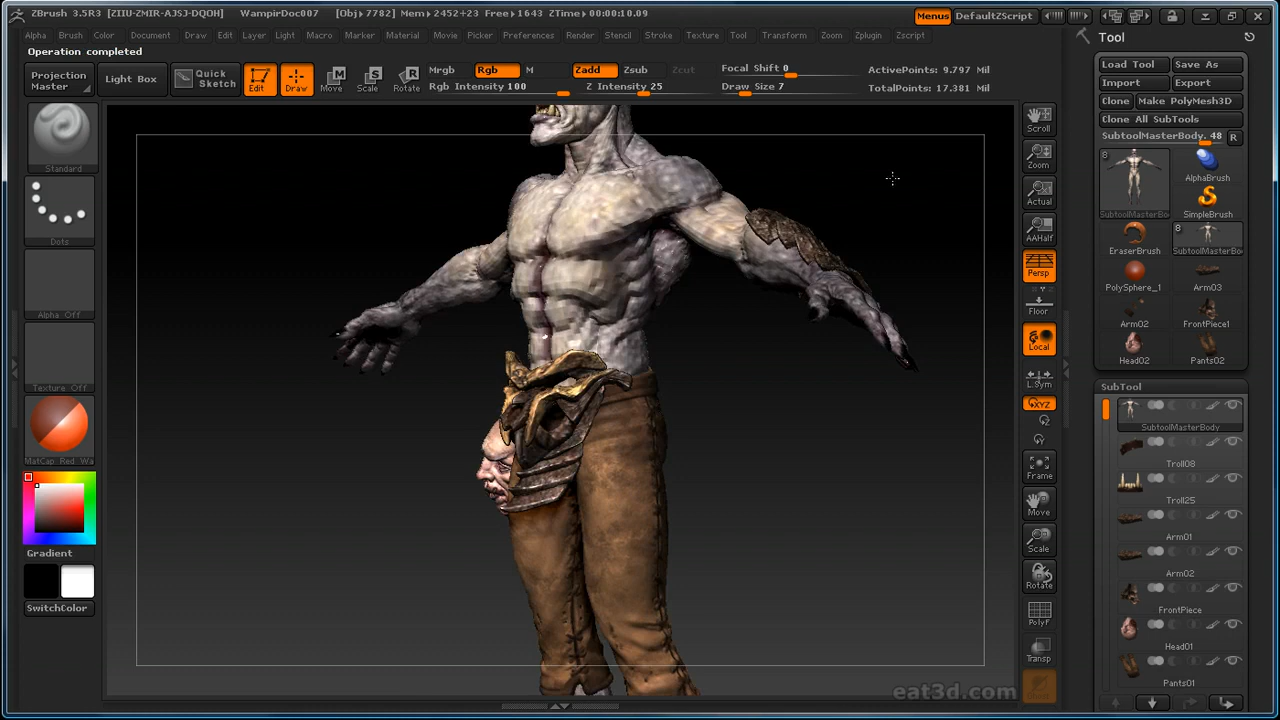 ZBrush 3.5R3 [ZIIU-ZMIR-AJSJ-DQOH] WampirDoc007 [Obj▸7782] Mem▸2452+23 Free▸1643 ZTime▸00:00:10.09
Menus DefaultZScript
Alpha Brush Color Document Draw Edit Layer Light Macro Marker Material Movie Picker Preferences Render Stencil Stroke Texture Tool Transform Zoom Zplugin Zscript
Operation completed
Projection Master
Light Box
Quick Sketch
Edit
Draw
Move
Scale
Rotate
Mrgb Rgb M
Rgb Intensity 100
Zadd Zsub Zcut
Z Intensity 25
Focal Shift 0
Draw Size 7
ActivePoints: 9.797 Mil
TotalPoints: 17.381 Mil
Standard
Dots
Alpha Off
Texture Off
MatCap Red Wa
Gradient
SwitchColor
Scroll
Zoom
Actual
AAHalf
Persp
Floor
Local
L.Sym
XYZ
Z
Y
Frame
Move
Scale
Rotate
PolyF
Transp
Tool
Load Tool Save As
Import Export
Clone Make PolyMesh3D
Clone All SubTools
SubtoolMasterBody. 48 R
8
SubtoolMasterBo
AlphaBrush
SimpleBrush
EraserBrush
8
SubtoolMasterBo
PolySphere_1
Arm03
Arm02
FrontPiece1
Head02
Pants02
SubTool
SubtoolMasterBody
Troll08
Troll25
Arm01
Arm02
FrontPiece
Head01
Pants01
eat3d.com